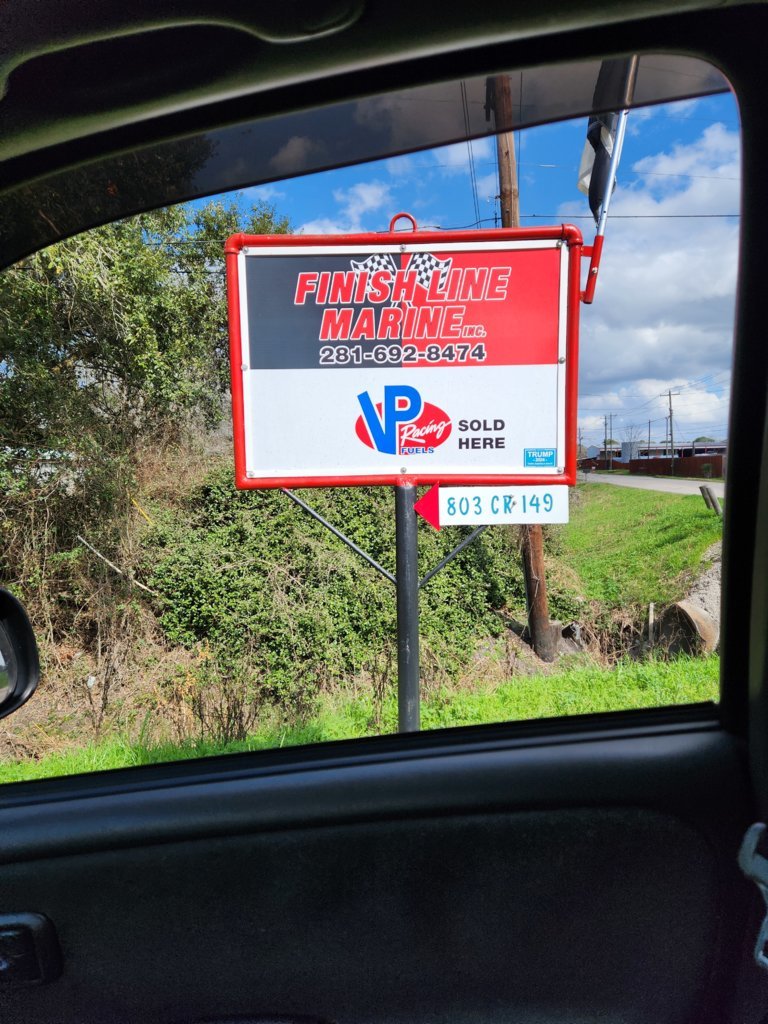 FINISH LINE
MARINE INC.
281-692-8474
VP Racing
FUELS
SOLD
HERE
TRUMP
803 CR 149